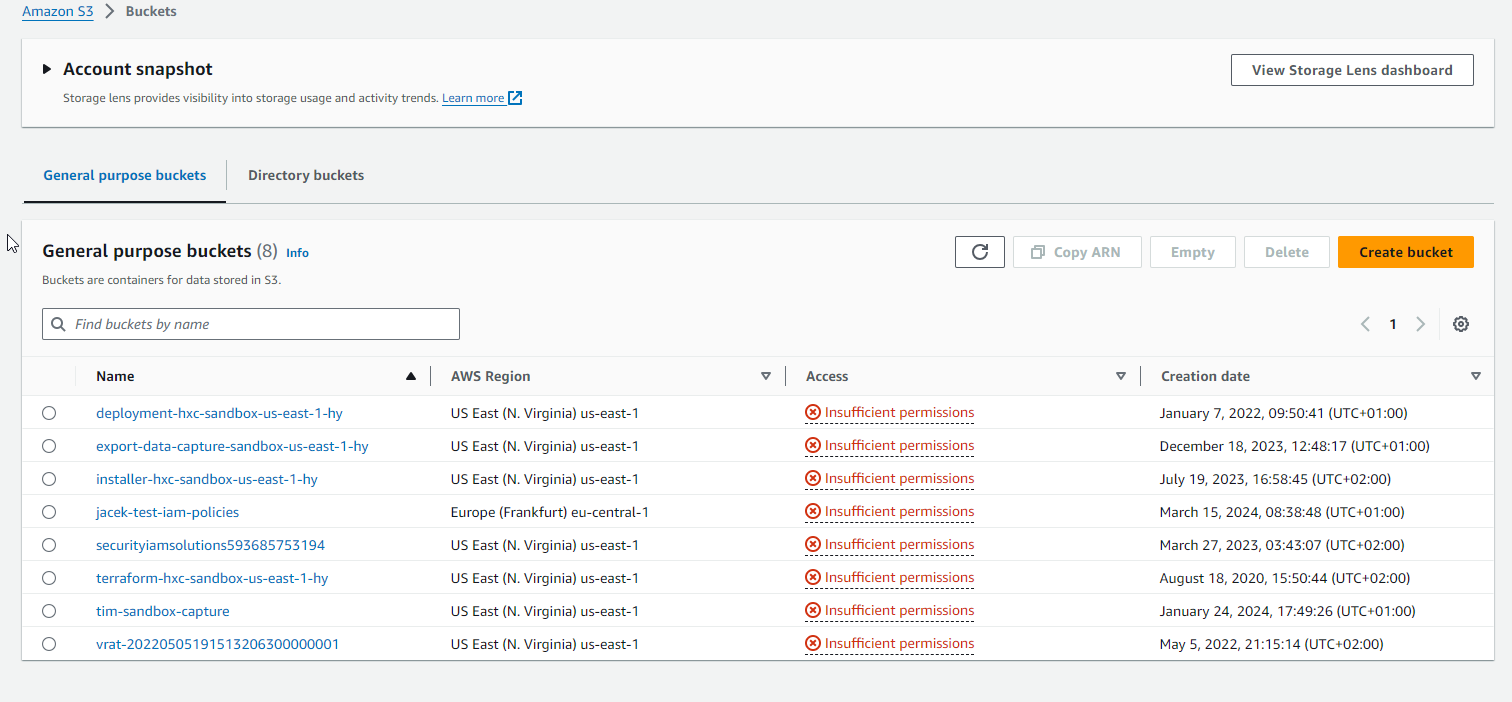 Amazon S3 > Buckets
Account snapshot
View Storage Lens dashboard
Storage lens provides visibility into storage usage and activity trends. Learn more
General purpose buckets Directory buckets
General purpose buckets (8) Info
Copy ARN Empty Delete Create bucket
Buckets are containers for data stored in S3.
Find buckets by name
1
Name AWS Region Access Creation date
deployment-hxc-sandbox-us-east-1-hy US East (N. Virginia) us-east-1 Insufficient permissions January 7, 2022, 09:50:41 (UTC+01:00)
export-data-capture-sandbox-us-east-1-hy US East (N. Virginia) us-east-1 Insufficient permissions December 18, 2023, 12:48:17 (UTC+01:00)
installer-hxc-sandbox-us-east-1-hy US East (N. Virginia) us-east-1 Insufficient permissions July 19, 2023, 16:58:45 (UTC+02:00)
jacek-test-iam-policies Europe (Frankfurt) eu-central-1 Insufficient permissions March 15, 2024, 08:38:48 (UTC+01:00)
securityiamsolutions593685753194 US East (N. Virginia) us-east-1 Insufficient permissions March 27, 2023, 03:43:07 (UTC+02:00)
terraform-hxc-sandbox-us-east-1-hy US East (N. Virginia) us-east-1 Insufficient permissions August 18, 2020, 15:50:44 (UTC+02:00)
tim-sandbox-capture US East (N. Virginia) us-east-1 Insufficient permissions January 24, 2024, 17:49:26 (UTC+01:00)
vrat-20220505191513206300000001 US East (N. Virginia) us-east-1 Insufficient permissions May 5, 2022, 21:15:14 (UTC+02:00)